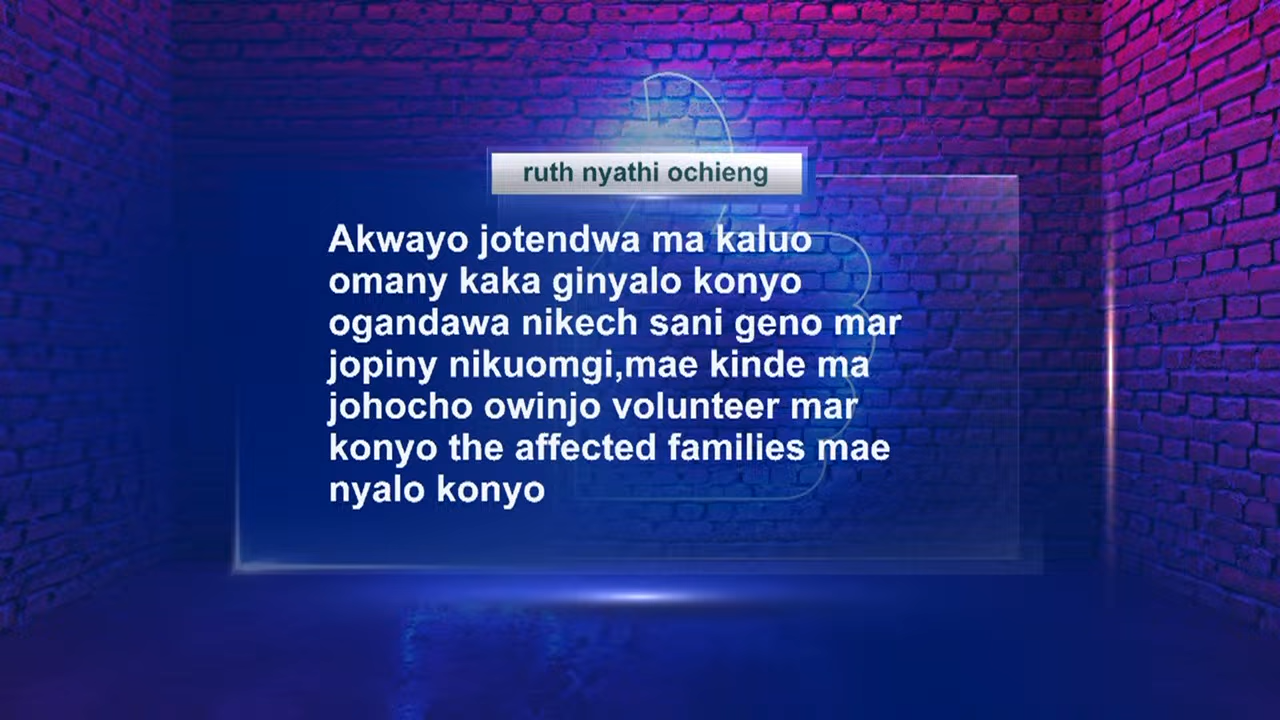 ruth nyathi ochieng
Akwayo jotendwa ma kaluo
omany kaka ginyalo konyo
ogandawa nikech sani geno mar
jopiny nikuomgi,mae kinde ma
johocho owinjo volunteer mar
konyo the affected families mae
nyalo konyo